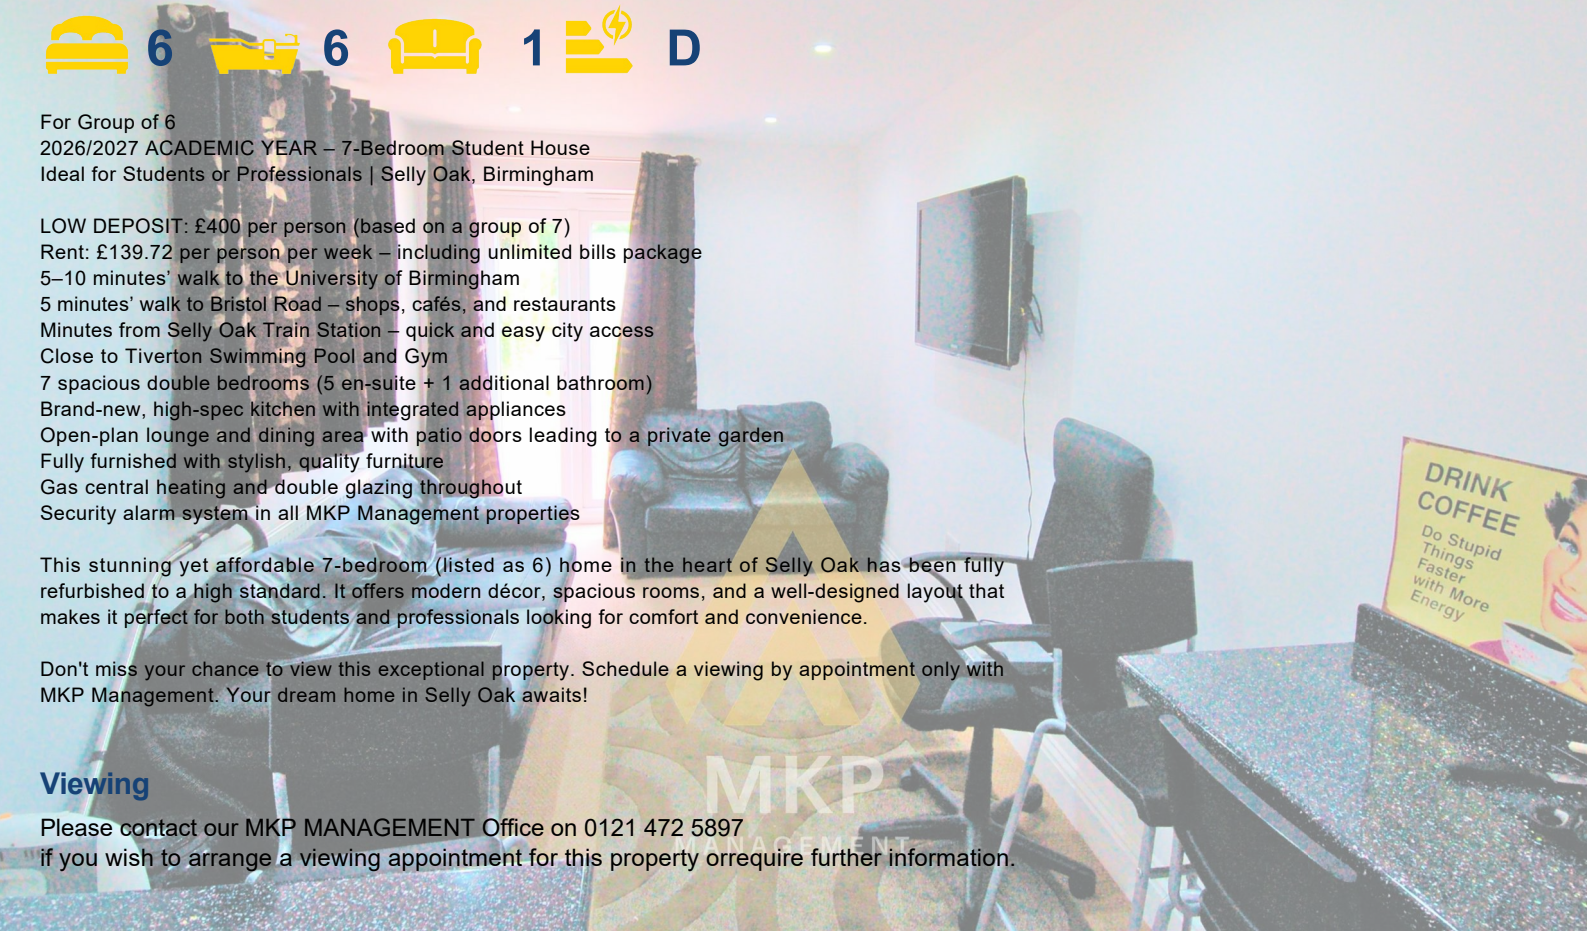 6 6 1 D
For Group of 6
2026/2027 ACADEMIC YEAR – 7-Bedroom Student House
Ideal for Students or Professionals | Selly Oak, Birmingham
LOW DEPOSIT: £400 per person (based on a group of 7)
Rent: £139.72 per person per week – including unlimited bills package
5–10 minutes’ walk to the University of Birmingham
5 minutes’ walk to Bristol Road – shops, cafés, and restaurants
Minutes from Selly Oak Train Station – quick and easy city access
Close to Tiverton Swimming Pool and Gym
7 spacious double bedrooms (5 en-suite + 1 additional bathroom)
Brand-new, high-spec kitchen with integrated appliances
Open-plan lounge and dining area with patio doors leading to a private garden
Fully furnished with stylish, quality furniture
Gas central heating and double glazing throughout
Security alarm system in all MKP Management properties
This stunning yet affordable 7-bedroom (listed as 6) home in the heart of Selly Oak has been fully
refurbished to a high standard. It offers modern décor, spacious rooms, and a well-designed layout that
makes it perfect for both students and professionals looking for comfort and convenience.
Don't miss your chance to view this exceptional property. Schedule a viewing by appointment only with
MKP Management. Your dream home in Selly Oak awaits!
Viewing
Please contact our MKP MANAGEMENT Office on 0121 472 5897
if you wish to arrange a viewing appointment for this property orrequire further information.
MKP
MANAGEMENT
DRINK
COFFEE
Do Stupid
Things
Faster
with More
Energy